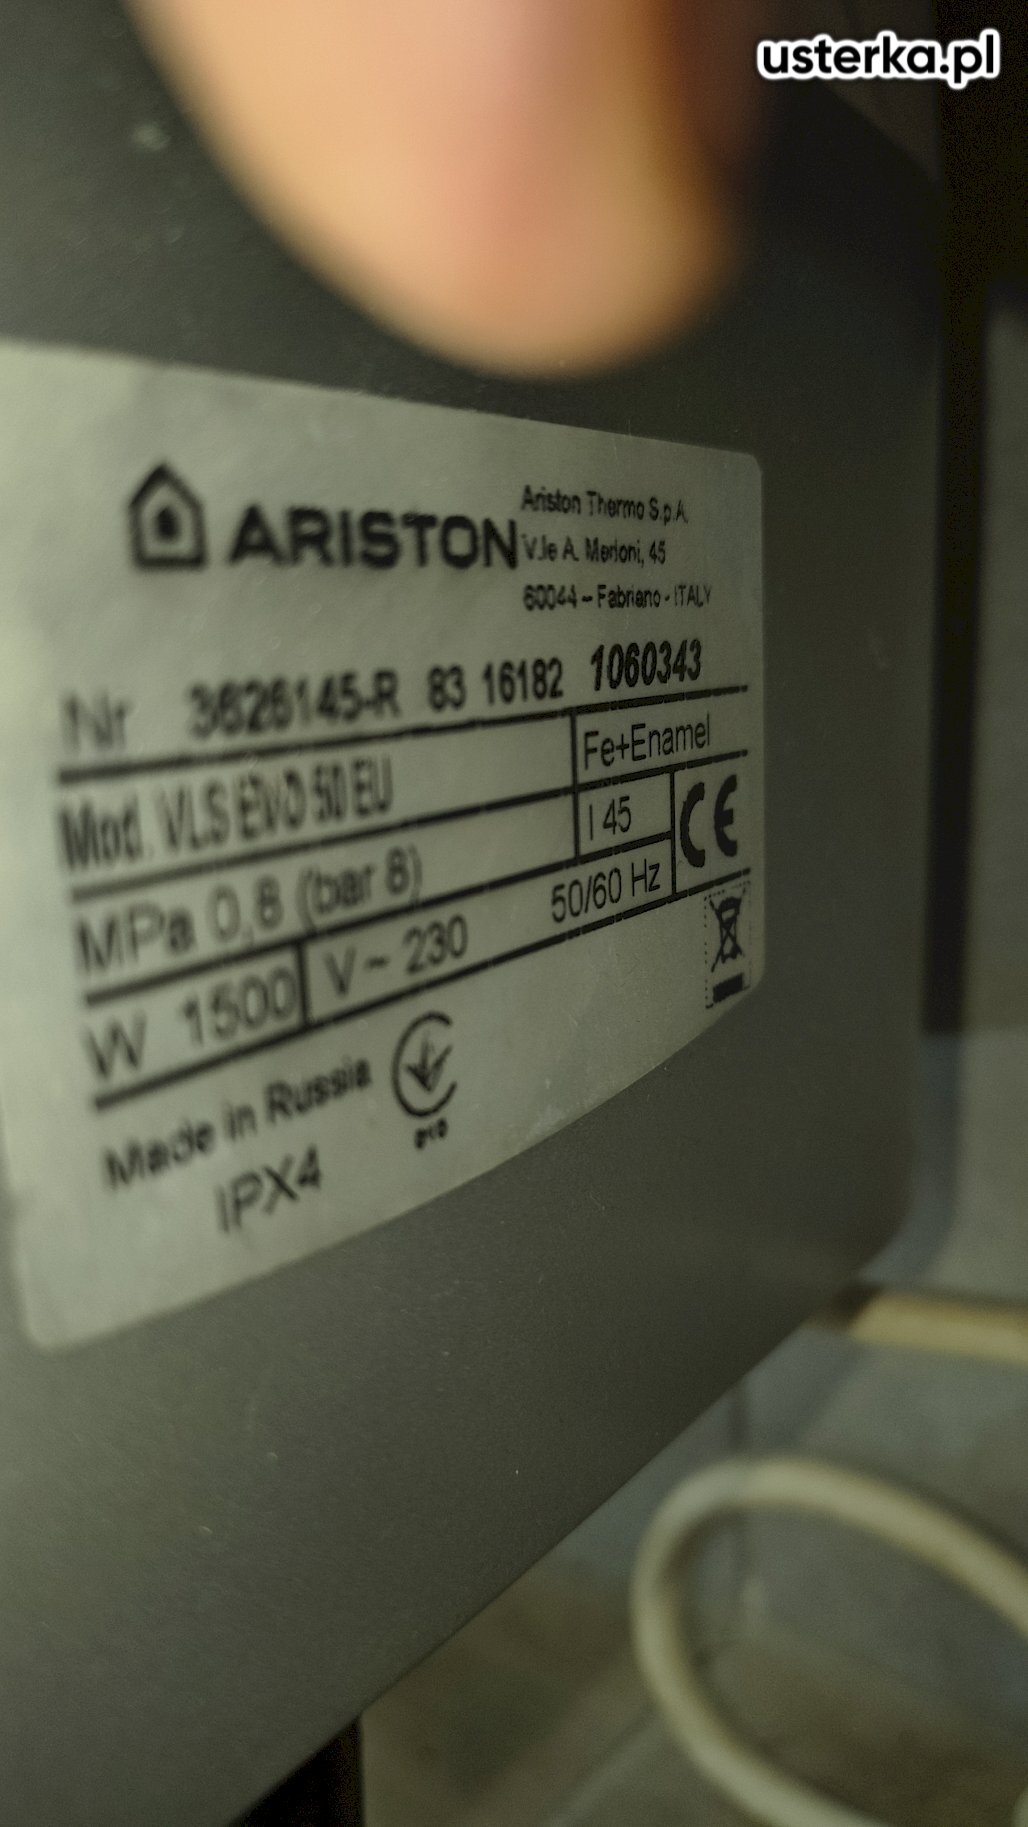 usterka.pl
ARISTON
Ariston Thermo S.p.A.
V.le A. Merloni, 45
60044 – Fabriano - ITALY
Nr 3626145-R 83 16182 1060343
Mod. VLS EVO 50 EU
Fe+Enamel
MPa 0,8 (bar 8)
I 45
CE
W 1500
V ~ 230
50/60 Hz
Made in Russia
IPX4